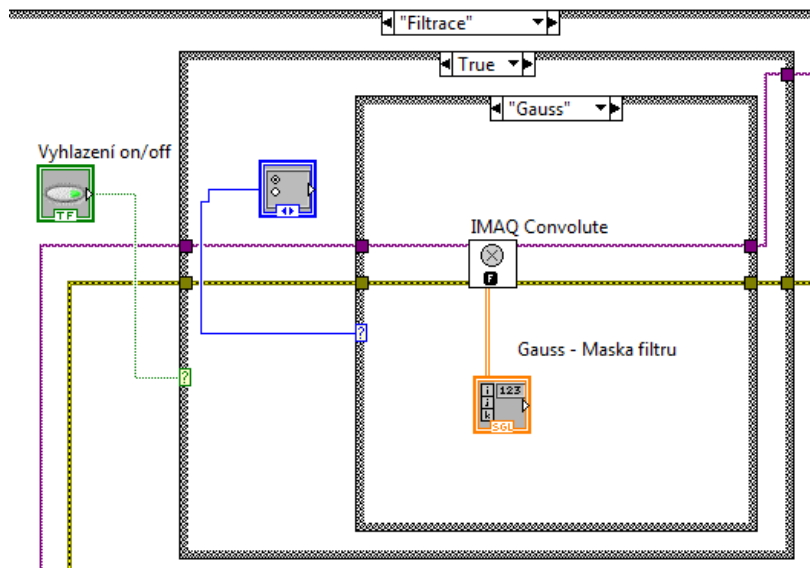 "Filtrace"
True
"Gauss"
Vyhlazení on/off
TF
IMAQ Convolute
F
?
?
Gauss - Maska filtru
i
j
k
123
SGL